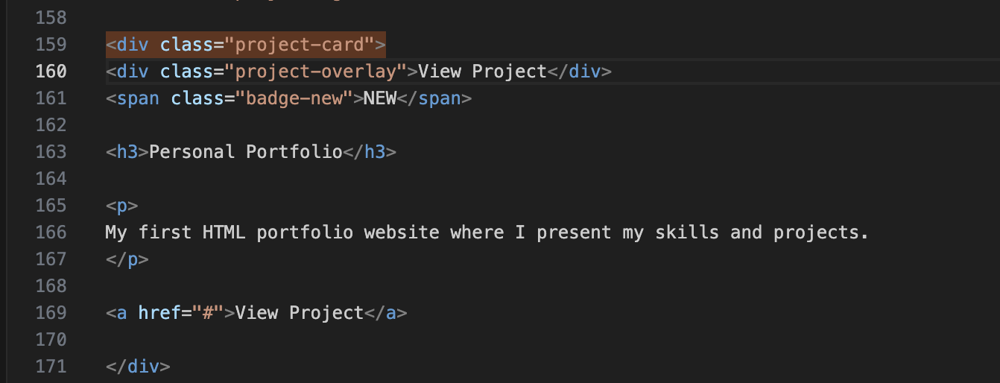 158
159 <div class="project-card">
160 <div class="project-overlay">View Project</div>
161 <span class="badge-new">NEW</span>
162
163 <h3>Personal Portfolio</h3>
164
165 <p>
166 My first HTML portfolio website where I present my skills and projects.
167 </p>
168
169 <a href="#">View Project</a>
170
171 </div>